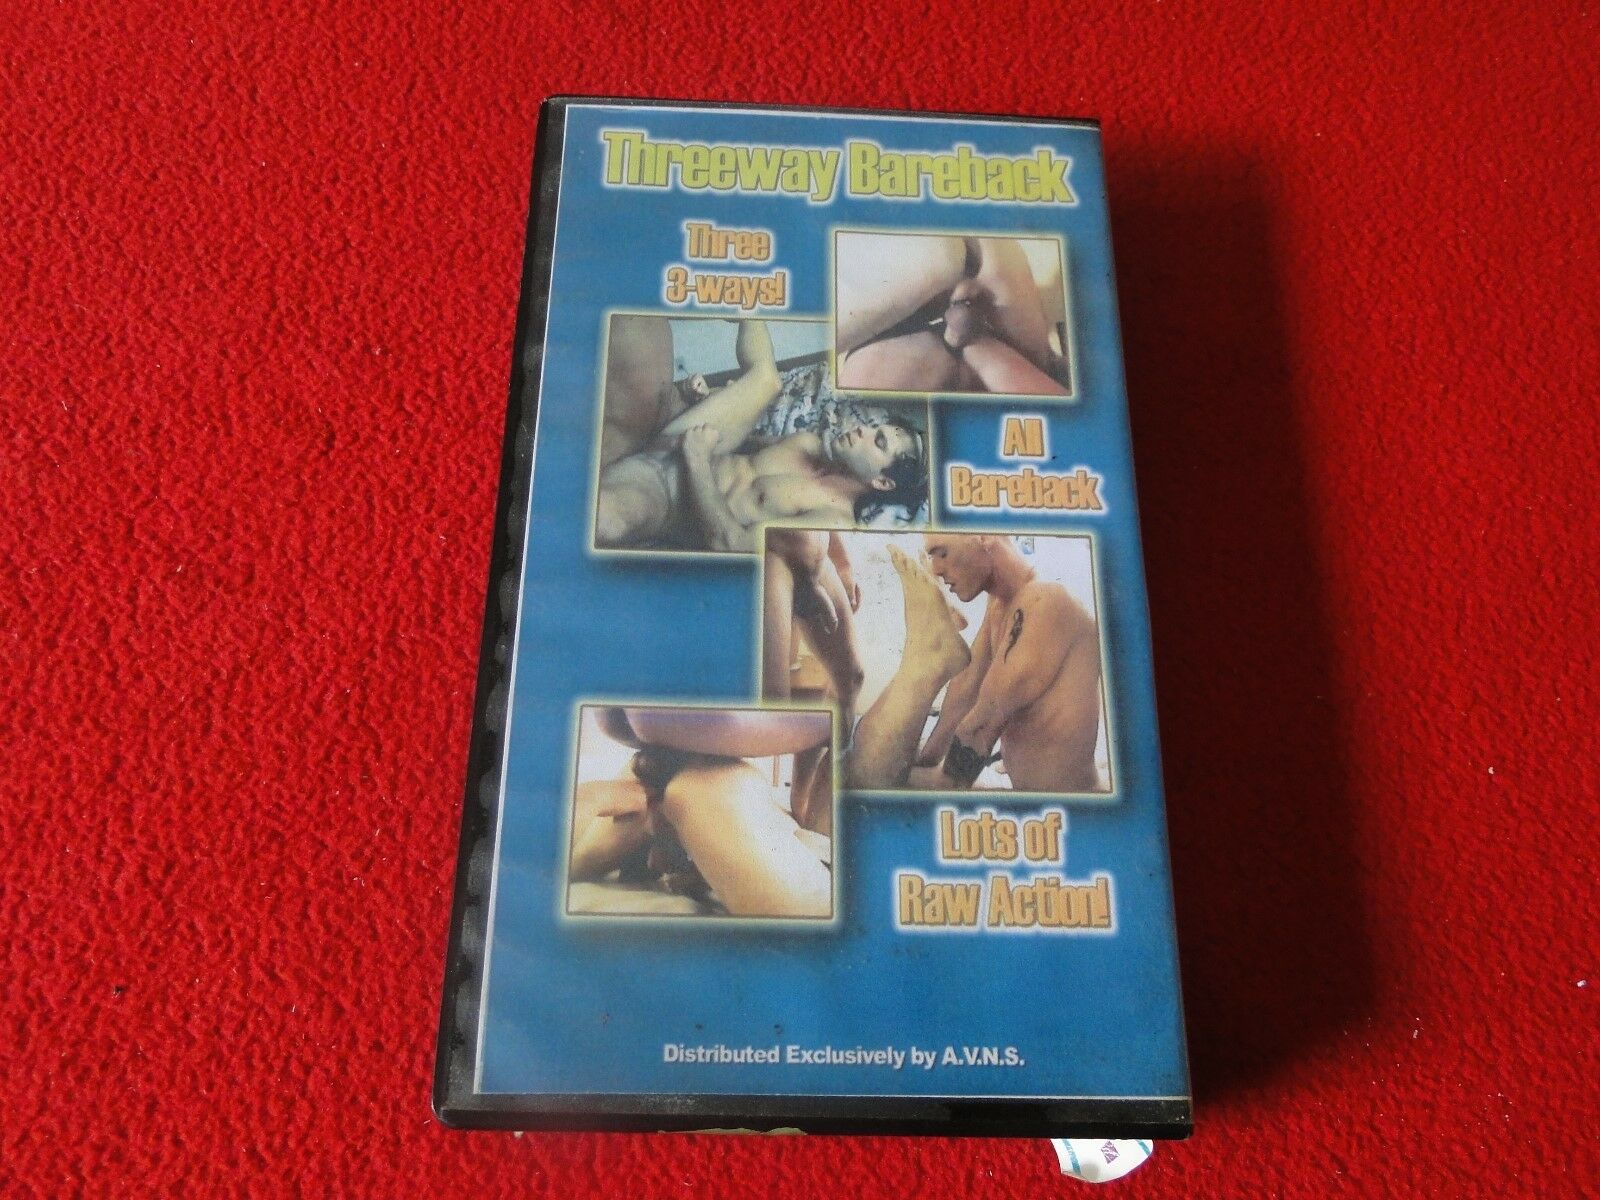 Threeway Bareback
Three
3-ways!
All
Bareback
Lots of
Raw Action!
Distributed Exclusively by A.V.N.S.